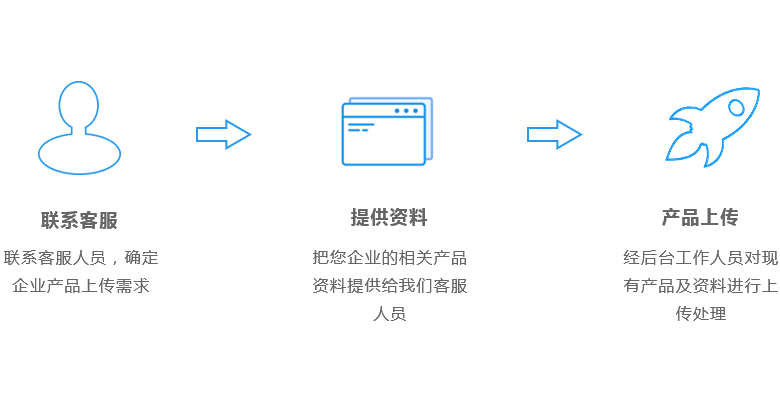 联系客服
联系客服人员，确定
企业产品上传需求
提供资料
把您企业的相关产品
资料提供给我们客服
人员
产品上传
经后台工作人员对现
有产品及资料进行上
传处理